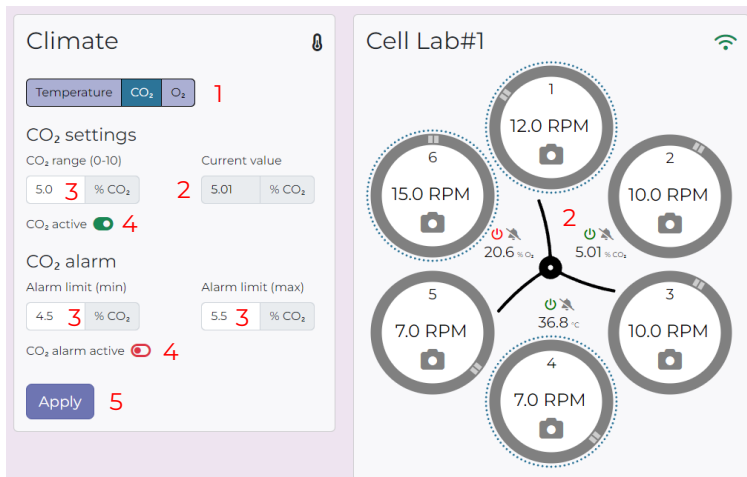 Climate
Temperature CO₂ O₂ 1
CO₂ settings
CO₂ range (0-10) Current value
5.0 3 % CO₂ 2 5.01 % CO₂
CO₂ active 4
CO₂ alarm
Alarm limit (min) Alarm limit (max)
4.5 3 % CO₂ 5.5 3 % CO₂
CO₂ alarm active 4
Apply 5
Cell Lab#1
1
12.0 RPM
6
15.0 RPM
2
10.0 RPM
2
20.6 % O₂
5.01 % CO₂
36.8 °C
5
7.0 RPM
3
10.0 RPM
4
7.0 RPM